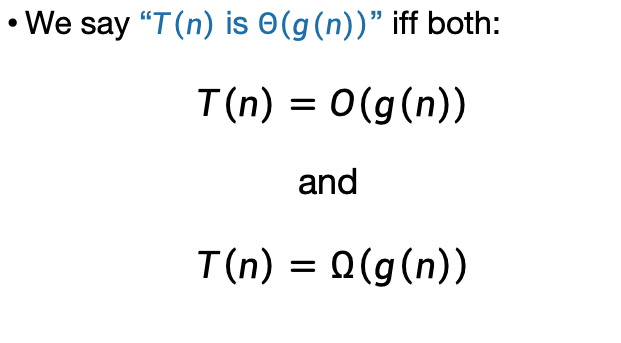 • We say “T(n) is Θ(g(n))” iff both:
T(n) = O(g(n))
and
T(n) = Ω(g(n))